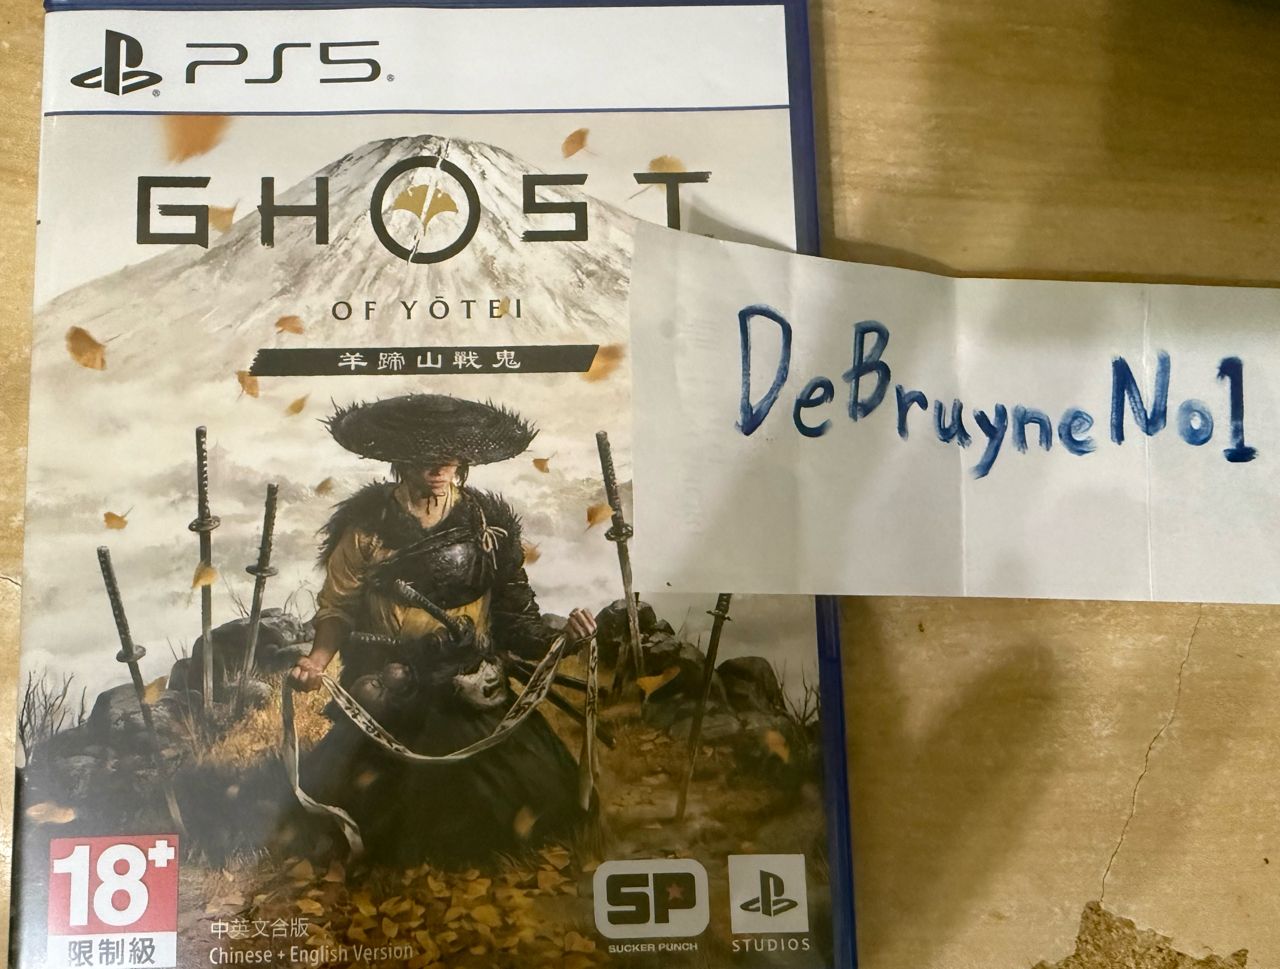 PS5
GHOST
OF YŌTEI
羊蹄山戰鬼
DeBruyneNo1
18+
限制級
中英文合版
Chinese + English Version
SP
SUCKER PUNCH
STUDIOS